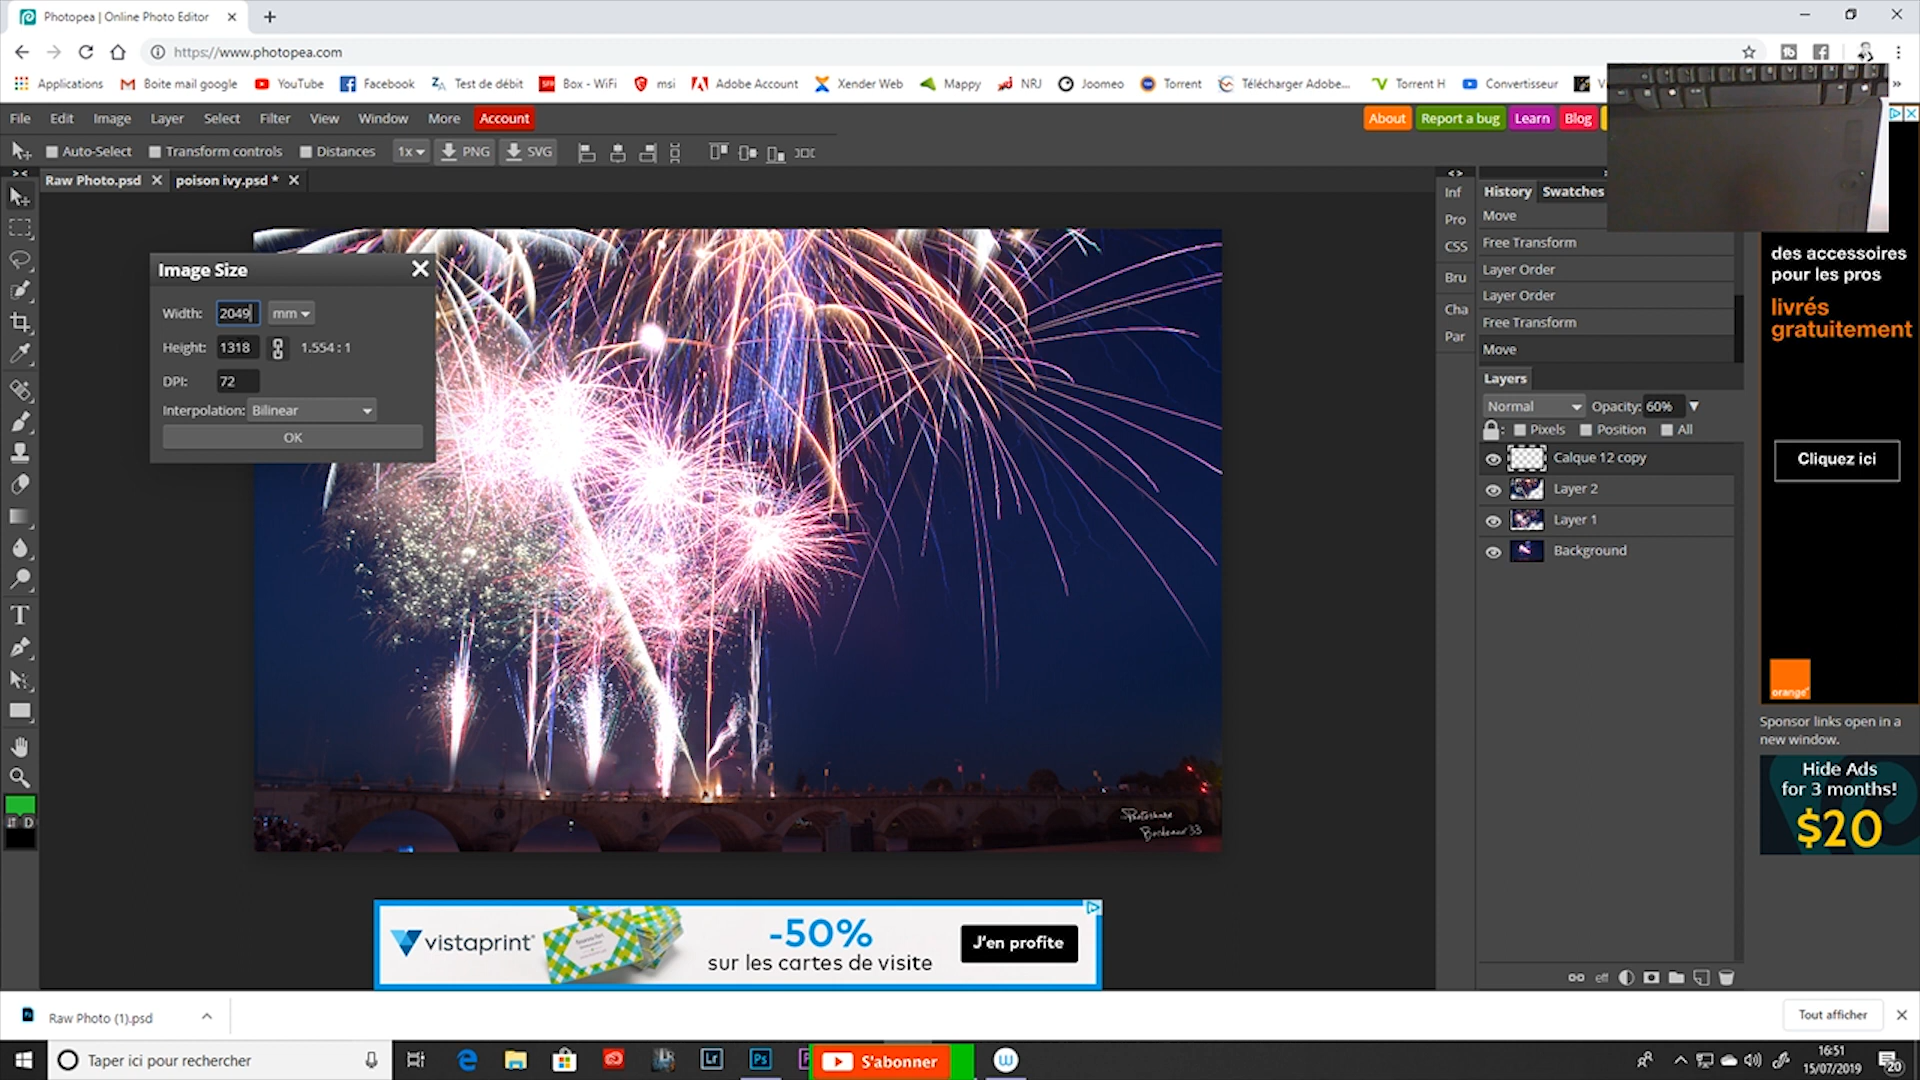 Photopea | Online Photo Editor
https://www.photopea.com
Applications
Boite mail google
YouTube
Facebook
Test de débit
Box - WiFi
msi
Adobe Account
Xender Web
Mappy
NRJ
Joomeo
Torrent
Télécharger Adobe...
Torrent H
Convertisseur
File Edit Image Layer Select Filter View Window More Account
About Report a bug Learn Blog
Auto-Select Transform controls Distances 1x PNG SVG
Raw Photo.psd
poison ivy.psd *
Image Size
Width: 2049 mm
Height: 1318 1.554 : 1
DPI: 72
Interpolation: Bilinear
OK
Inf
Pro
CSS
Bru
Cha
Par
History Swatches
Move
Free Transform
Layer Order
Layer Order
Free Transform
Move
Layers
Normal Opacity: 60%
Pixels Position All
Calque 12 copy
Layer 2
Layer 1
Background
T
D
Bordeaux 33
des accessoires
pour les pros
livrés
gratuitement
Cliquez ici
orange
Sponsor links open in a
new window.
Hide Ads
for 3 months!
$20
vistaprint
-50%
sur les cartes de visite
J'en profite
eff
Raw Photo (1).psd
Tout afficher
Taper ici pour rechercher
Lr
Ps
S'abonner
16:51
15/07/2019
20